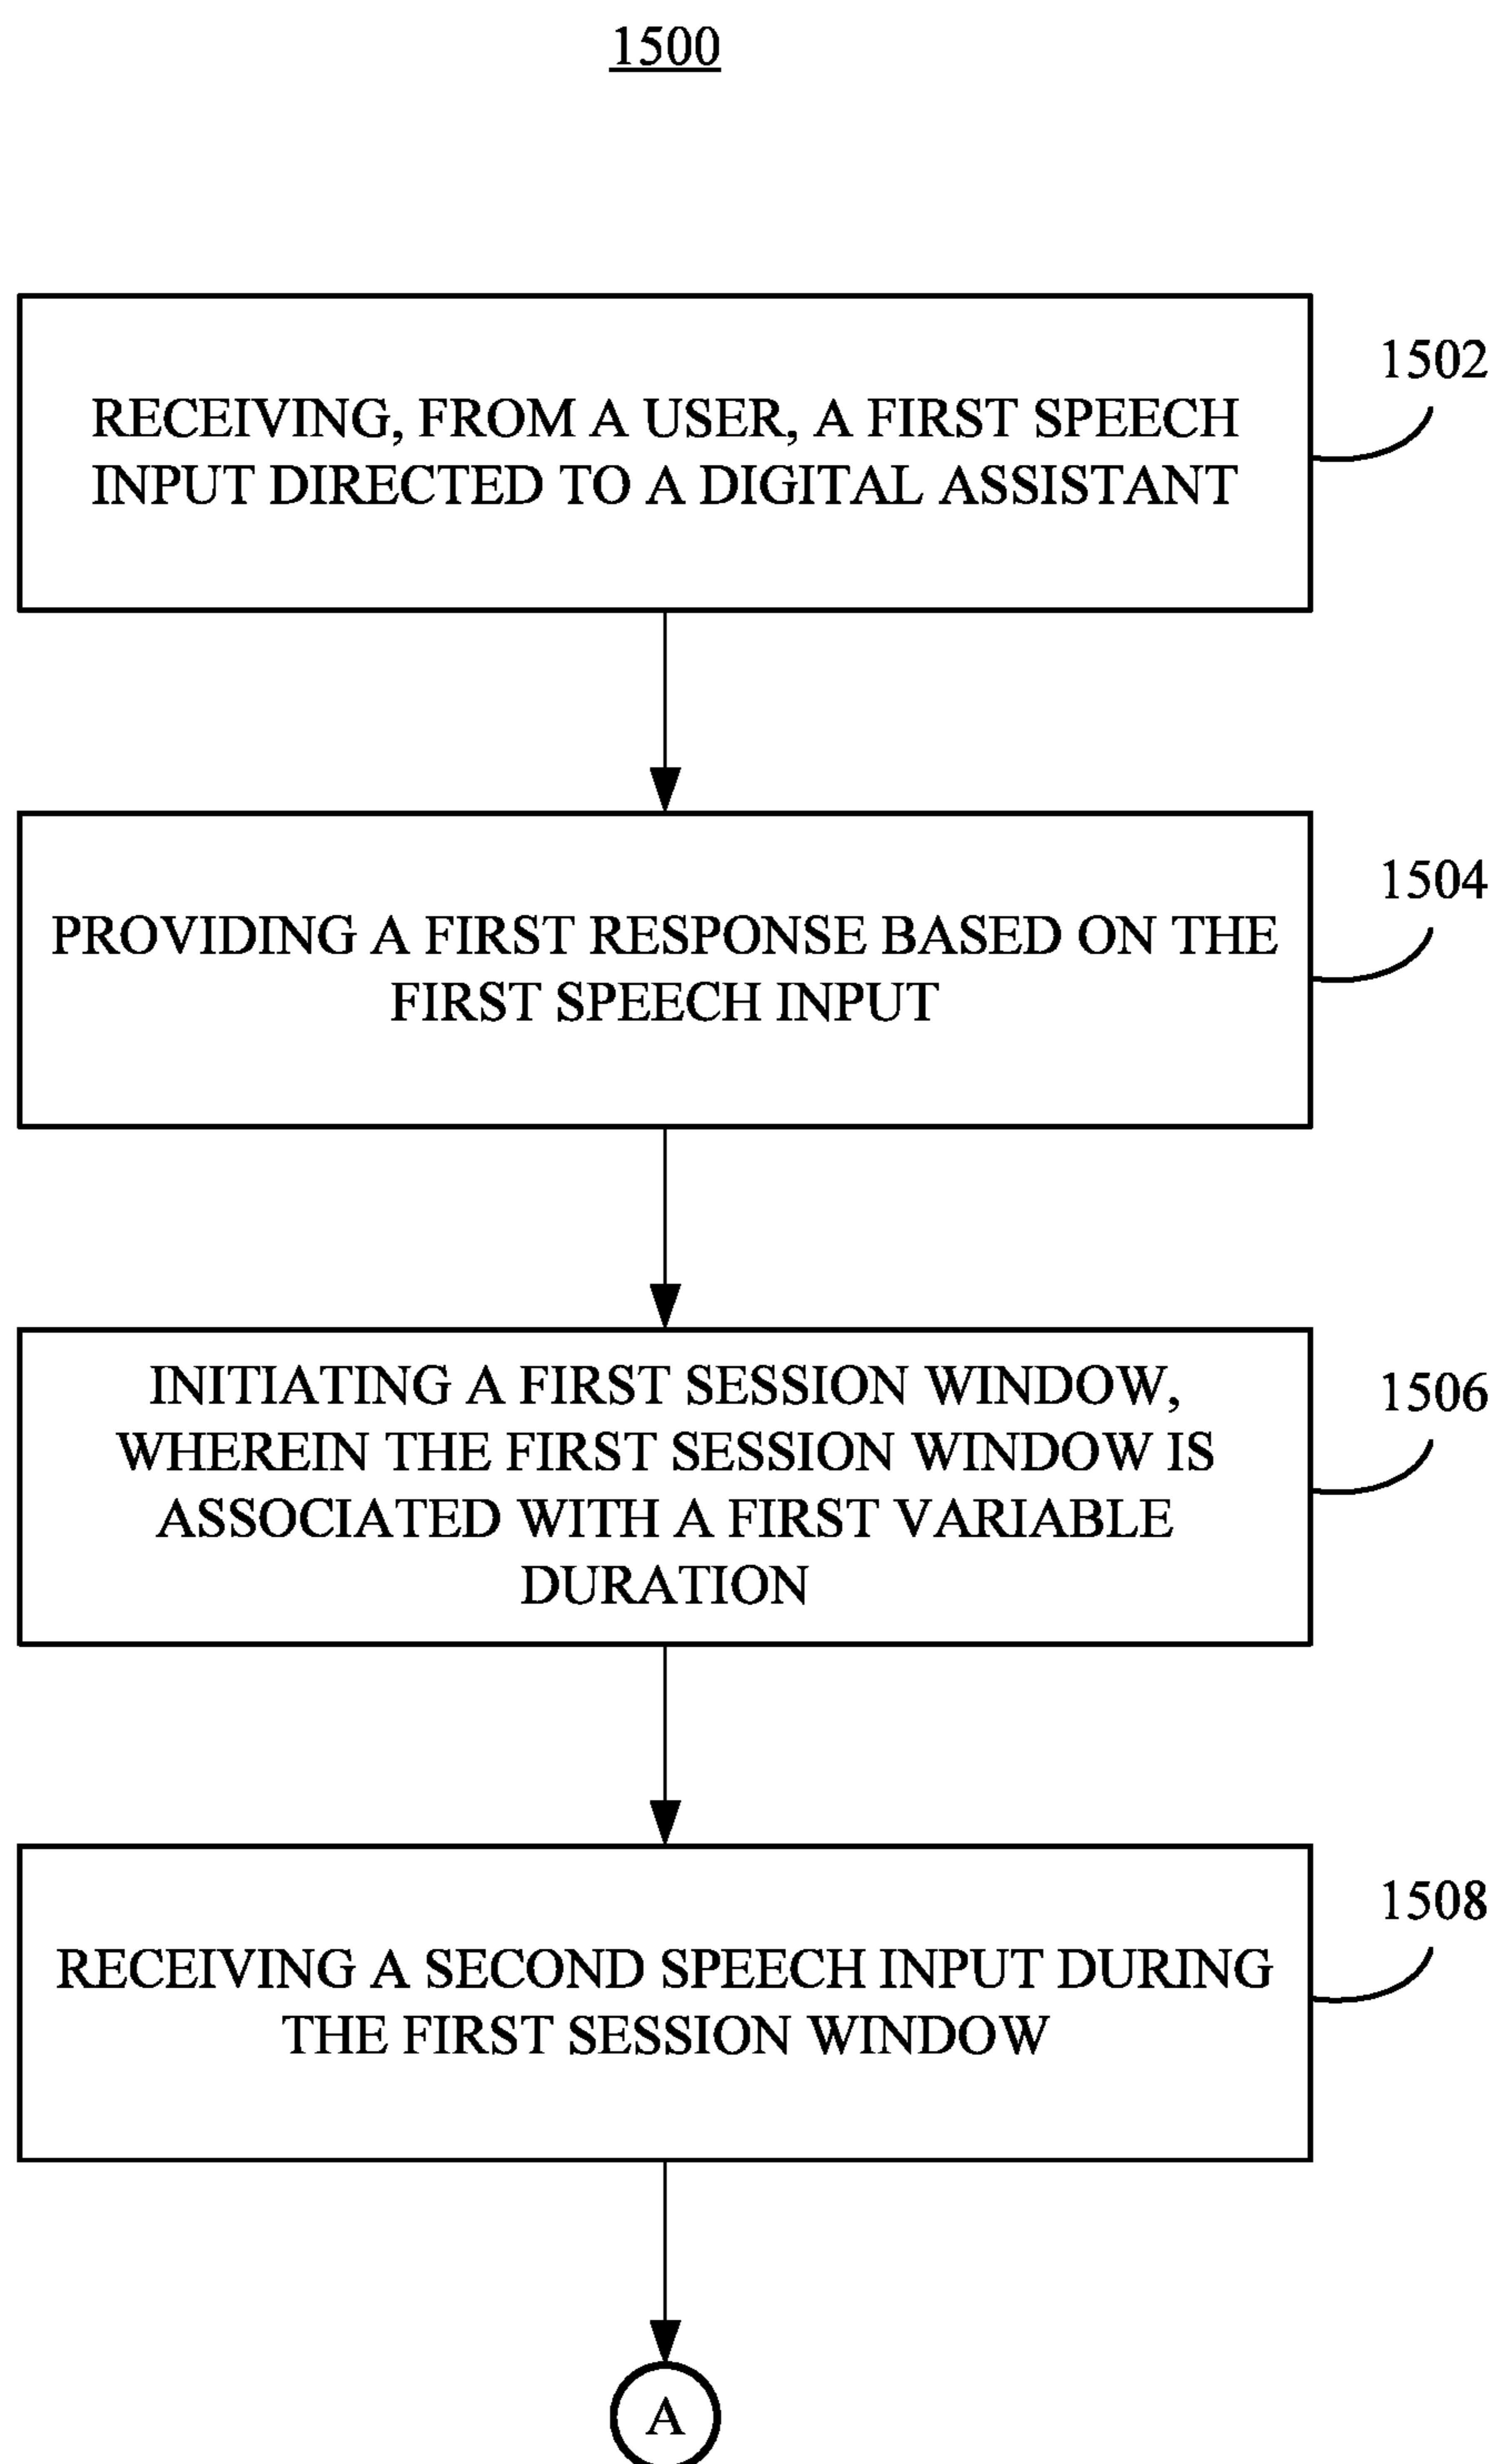 1500
RECEIVING, FROM A USER, A FIRST SPEECH
INPUT DIRECTED TO A DIGITAL ASSISTANT
1502
PROVIDING A FIRST RESPONSE BASED ON THE
FIRST SPEECH INPUT
1504
INITIATING A FIRST SESSION WINDOW,
WHEREIN THE FIRST SESSION WINDOW IS
ASSOCIATED WITH A FIRST VARIABLE
DURATION
1506
RECEIVING A SECOND SPEECH INPUT DURING
THE FIRST SESSION WINDOW
1508
A